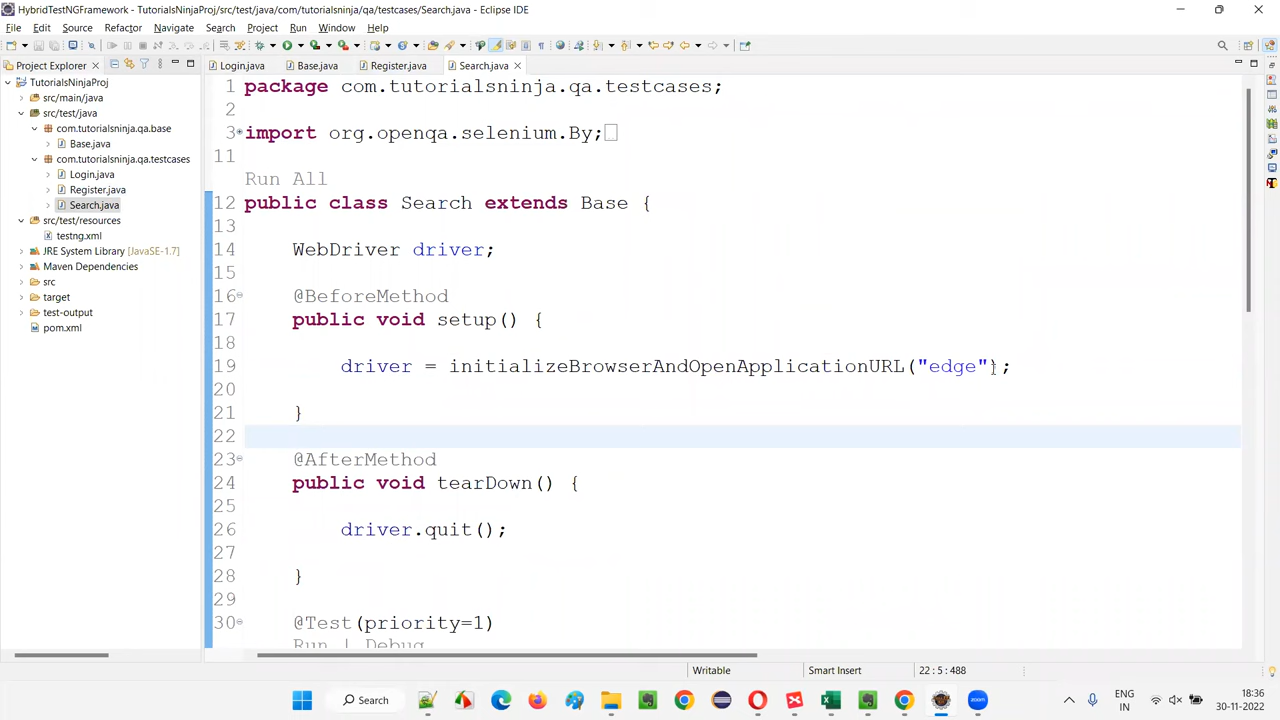 HybridTestNGFramework - TutorialsNinjaProj/src/test/java/com/tutorialsninja/qa/testcases/Search.java - Eclipse IDE
File Edit Source Refactor Navigate Search Project Run Window Help
Project Explorer
TutorialsNinjaProj
src/main/java
src/test/java
com.tutorialsninja.qa.base
Base.java
com.tutorialsninja.qa.testcases
Login.java
Register.java
Search.java
src/test/resources
testng.xml
JRE System Library [JavaSE-1.7]
Maven Dependencies
src
target
test-output
pom.xml
Login.java Base.java Register.java Search.java
1 package com.tutorialsninja.qa.testcases;
2
3 import org.openqa.selenium.By;
11
Run All
12 public class Search extends Base {
13
14 WebDriver driver;
15
16 @BeforeMethod
17 public void setup() {
18
19 driver = initializeBrowserAndOpenApplicationURL("edge");
20
21 }
22
23 @AfterMethod
24 public void tearDown() {
25
26 driver.quit();
27
28 }
29
30 @Test(priority=1)
Run | Debug
Writable Smart Insert 22 : 5 : 488
Search
zoom
ENG
IN
18:36
30-11-2022